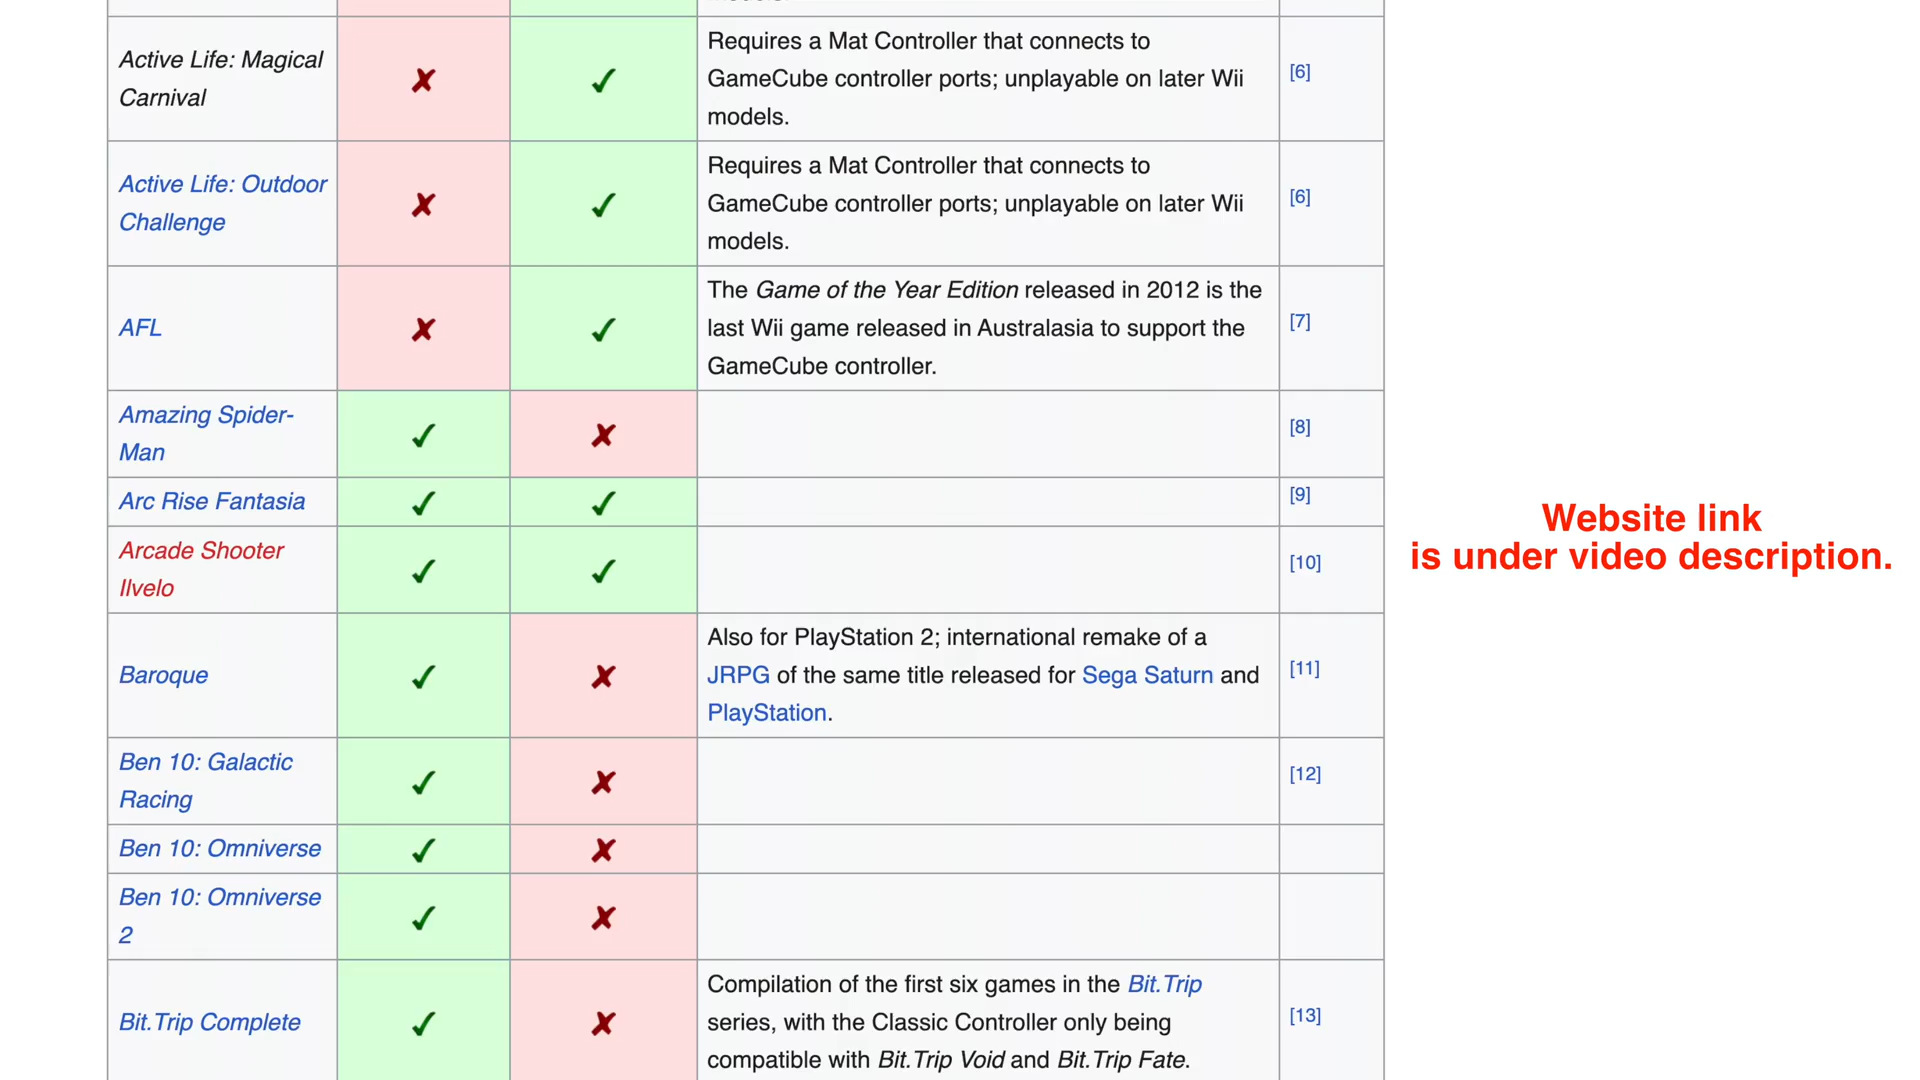 Active Life: Magical
Carnival
✘
✓
Requires a Mat Controller that connects to
GameCube controller ports; unplayable on later Wii
models.
[6]
Active Life: Outdoor
Challenge
✘
✓
Requires a Mat Controller that connects to
GameCube controller ports; unplayable on later Wii
models.
[6]
AFL
✘
✓
The Game of the Year Edition released in 2012 is the
last Wii game released in Australasia to support the
GameCube controller.
[7]
Amazing Spider-
Man
✓
✘
[8]
Arc Rise Fantasia
✓
✓
[9]
Arcade Shooter
Ilvelo
✓
✓
[10]
Baroque
✓
✘
Also for PlayStation 2; international remake of a
JRPG of the same title released for Sega Saturn and
PlayStation.
[11]
Ben 10: Galactic
Racing
✓
✘
[12]
Ben 10: Omniverse
✓
✘
Ben 10: Omniverse
2
✓
✘
Bit.Trip Complete
✓
✘
Compilation of the first six games in the Bit.Trip
series, with the Classic Controller only being
compatible with Bit.Trip Void and Bit.Trip Fate.
[13]
Website link
is under video description.